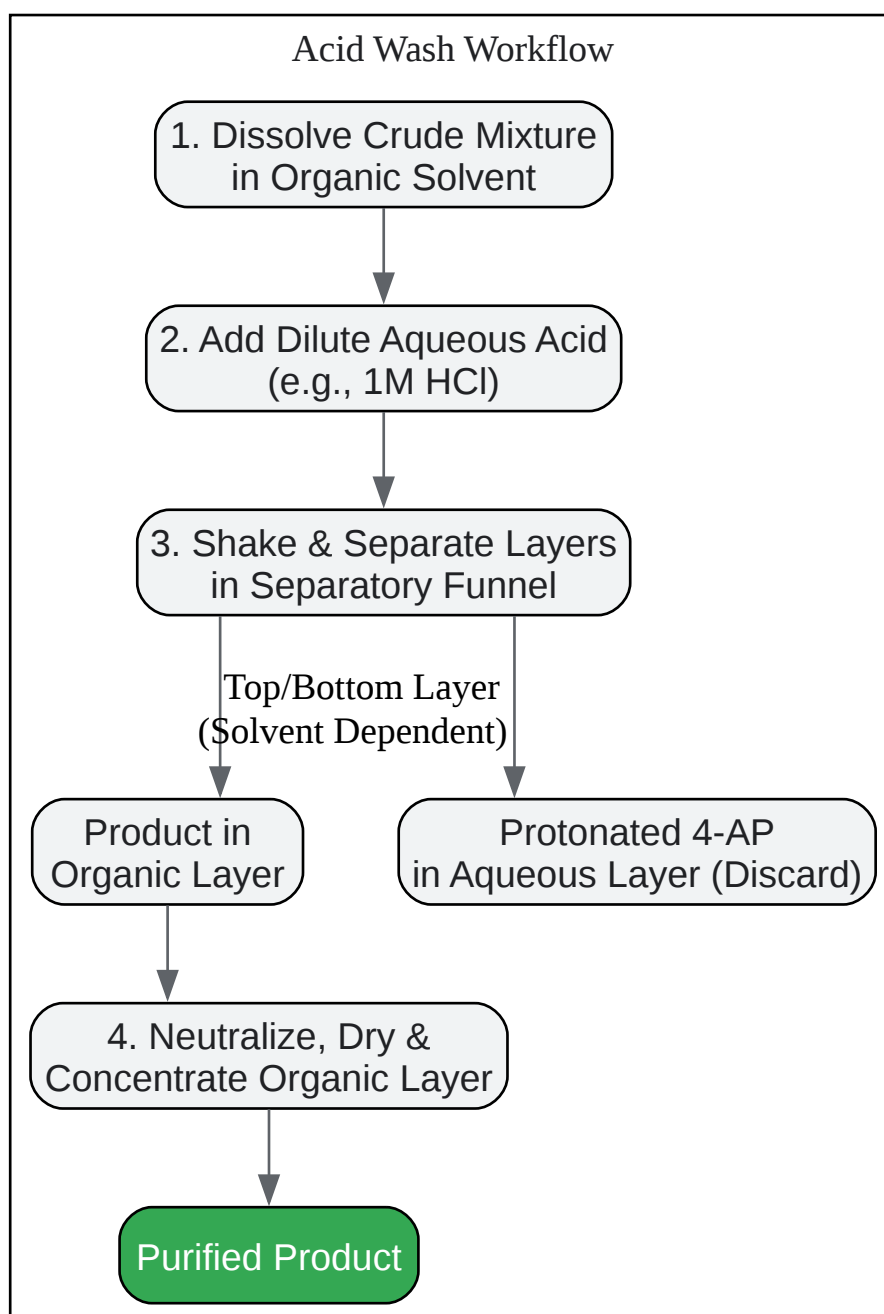 Acid Wash Workflow
1. Dissolve Crude Mixture
in Organic Solvent
2. Add Dilute Aqueous Acid
(e.g., 1M HCl)
3. Shake & Separate Layers
in Separatory Funnel
Top/Bottom Layer
(Solvent Dependent)
Product in
Organic Layer
Protonated 4-AP
in Aqueous Layer (Discard)
4. Neutralize, Dry &
Concentrate Organic Layer
Purified Product